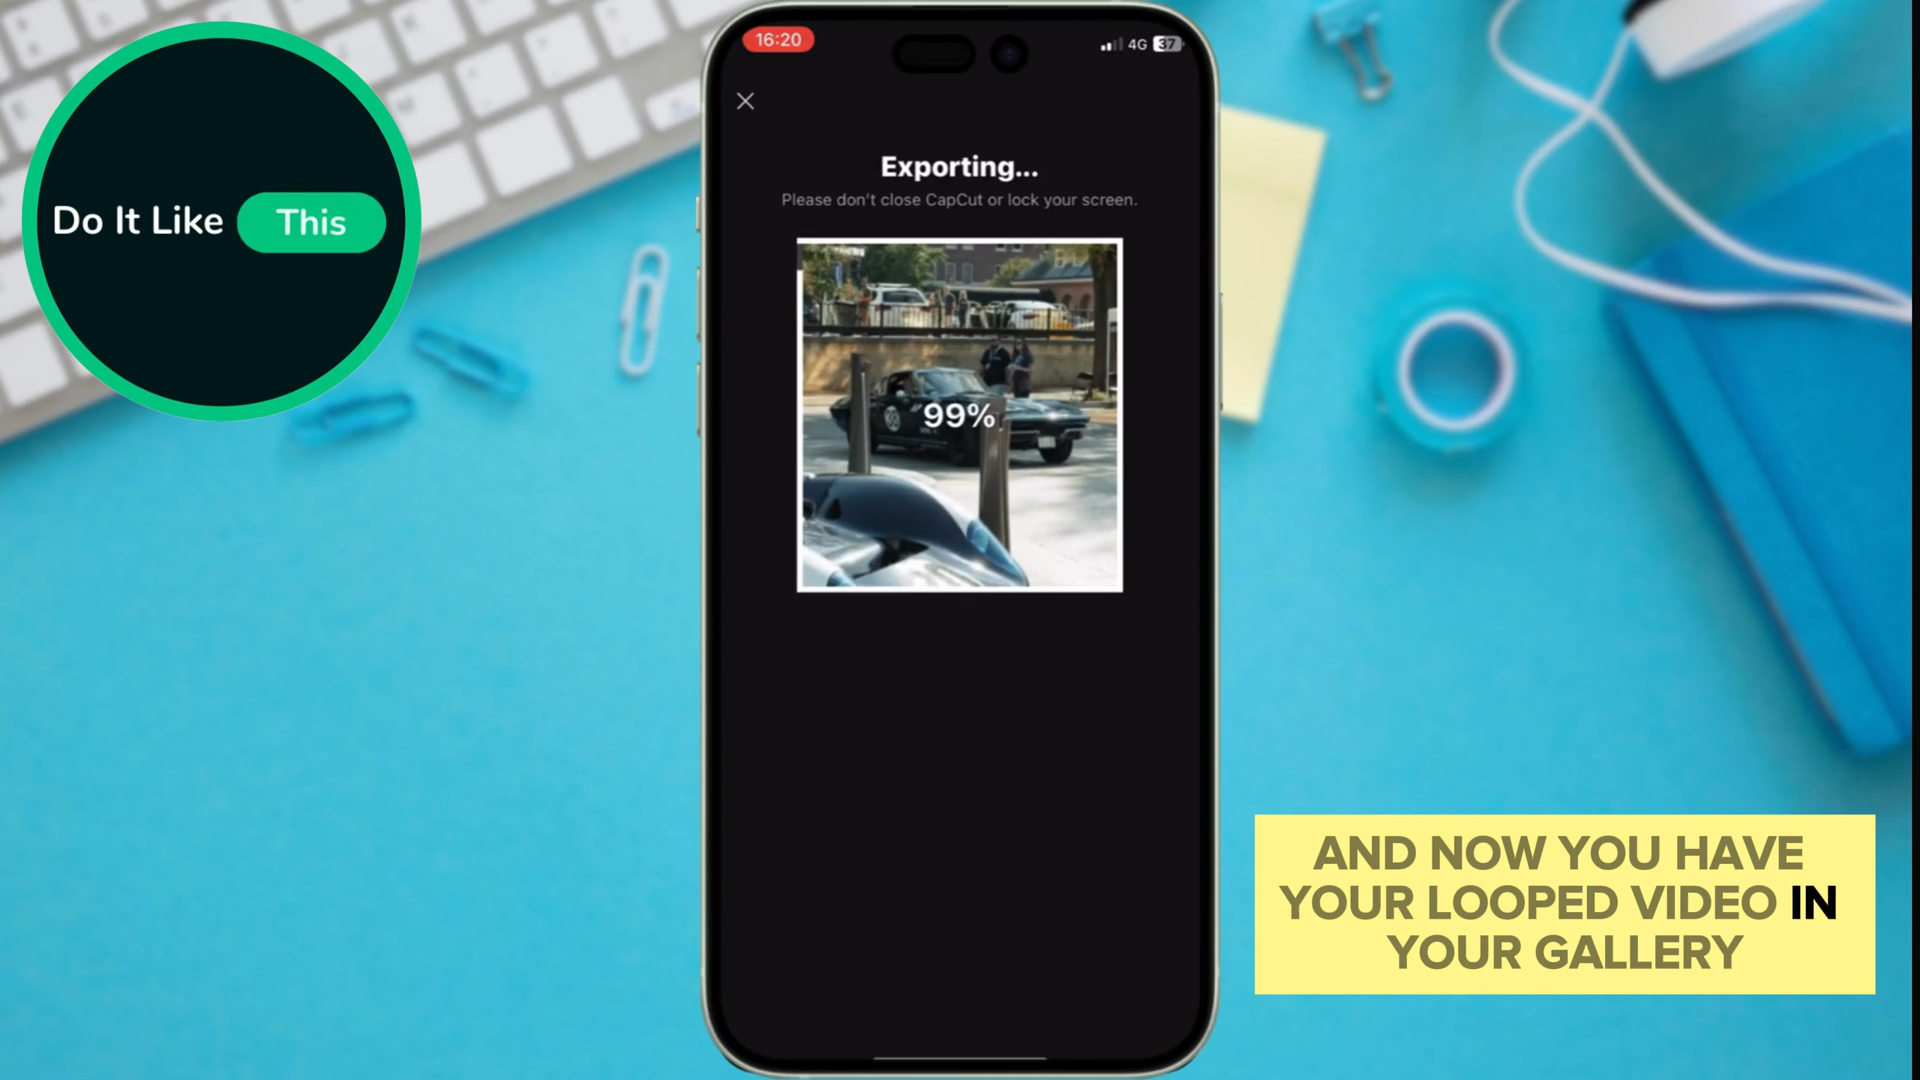 Do It Like This
16:20
4G 37
Exporting...
Please don't close CapCut or lock your screen.
99%
AND NOW YOU HAVE
YOUR LOOPED VIDEO IN
YOUR GALLERY